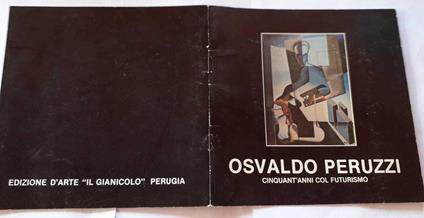 EDIZIONE D'ARTE "IL GIANICOLO" PERUGIA
OSVALDO PERUZZI
CINQUANT'ANNI COL FUTURISMO